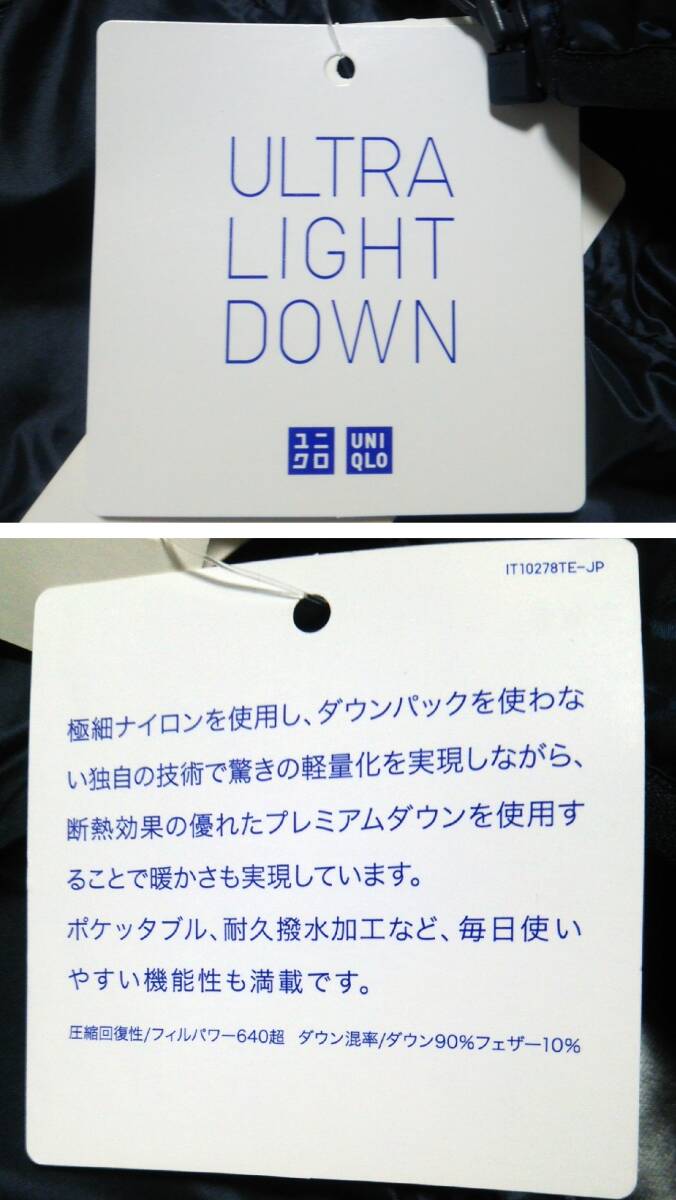 ULTRA
LIGHT
DOWN
ユニ UNI
クロ QLO
IT10278TE-JP
極細ナイロンを使用し、ダウンパックを使わな
い独自の技術で驚きの軽量化を実現しながら、
断熱効果の優れたプレミアムダウンを使用す
ることで暖かさも実現しています。
ポケッタブル、耐久撥水加工など、毎日使い
やすい機能性も満載です。
圧縮回復性/フィルパワー640超 ダウン混率/ダウン90%フェザー10%